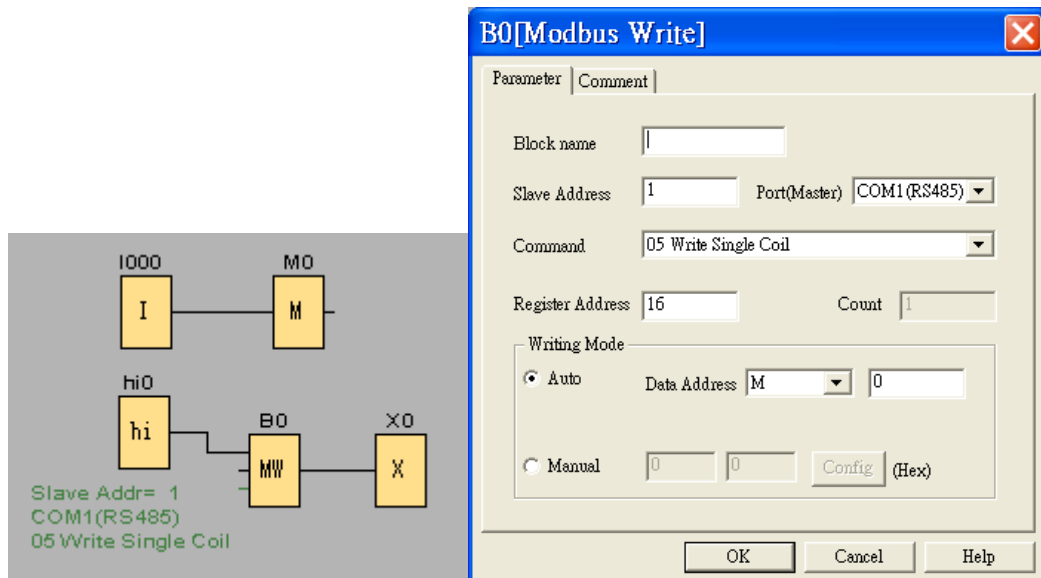 I000
M0
I
M
hi0
hi
B0
MW
X0
X
Slave Addr= 1
COM1(RS485)
05 Write Single Coil
B0[Modbus Write]
Parameter Comment
Block name
Slave Address 1 Port(Master) COM1(RS485)
Command 05 Write Single Coil
Register Address 16 Count 1
Writing Mode
Auto Data Address M 0
Manual 0 0 Config (Hex)
OK Cancel Help